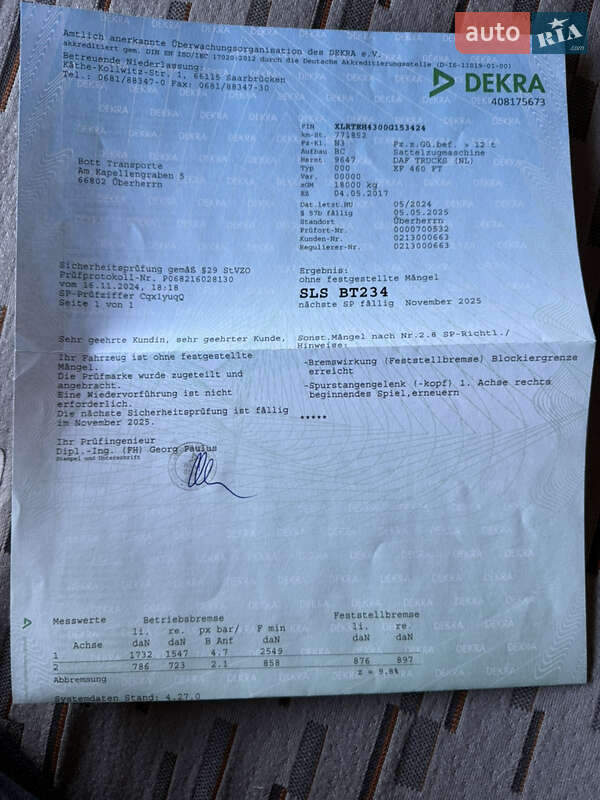 auto RIA .com
Amtlich anerkannte Überwachungsorganisation des DEKRA e.V.
akkreditiert gem. DIN EN ISO/IEC 17020:2012 durch die Deutsche Akkreditierungsstelle (D-IS-11019-01-00)
Betreuende Niederlassung:
Käthe-Kollwitz-Str. 1, 66115 Saarbrücken
Tel.: 0681/88347-0 Fax: 0681/88347-30
DEKRA
408175673
FIN XLRTEH4300G153424
km-St. 771852
Fz-Kl. N3 Fz.z.Gü.bef. > 12 t
Aufbau BC Sattelzugmaschine
Herst. 9647 DAF TRUCKS (NL)
Typ 000 XF 460 FT
Var. 00000
zGM 18000 kg
EZ 04.05.2017
Bott Transporte
Am Kapellengraben 5
66802 Überherrn
Dat.letzt.HU 05/2024
§ 57b fällig 05.05.2025
Standort Überherrn
Prüfort-Nr. 0000700532
Kunden-Nr. 0213000663
Regulierer-Nr. 0213000663
Sicherheitsprüfung gemäß §29 StVZO
Prüfprotokoll-Nr. P068216028130
vom 16.11.2024, 18:18
SP-Prüfziffer CqxlyuqQ
Seite 1 von 1
Ergebnis:
ohne festgestellte Mängel
SLS BT234
nächste SP fällig November 2025
Sehr geehrte Kundin, sehr geehrter Kunde,
Ihr Fahrzeug ist ohne festgestellte
Mängel.
Die Prüfmarke wurde zugeteilt und
angebracht.
Eine Wiedervorführung ist nicht
erforderlich.
Die nächste Sicherheitsprüfung ist fällig
im November 2025.
Sonst.Mängel nach Nr.2.8 SP-Richtl./
Hinweise:
-Bremswirkung (Feststellbremse) Blockiergrenze
erreicht
-Spurstangengelenk (-kopf) 1. Achse rechts
beginnendes Spiel,erneuern
*****
Ihr Prüfingenieur
Dipl.-Ing. (FH) Georg Paulus
Stempel und Unterschrift
Messwerte Betriebsbremse Feststellbremse
li. re. px bar/ F min li. re.
Achse daN daN B Anf daN daN daN
1 1732 1547 4.7 2549
2 786 723 2.1 858 876 897
Abbremsung z = 9.8%
Systemdaten Stand: 4.27.0